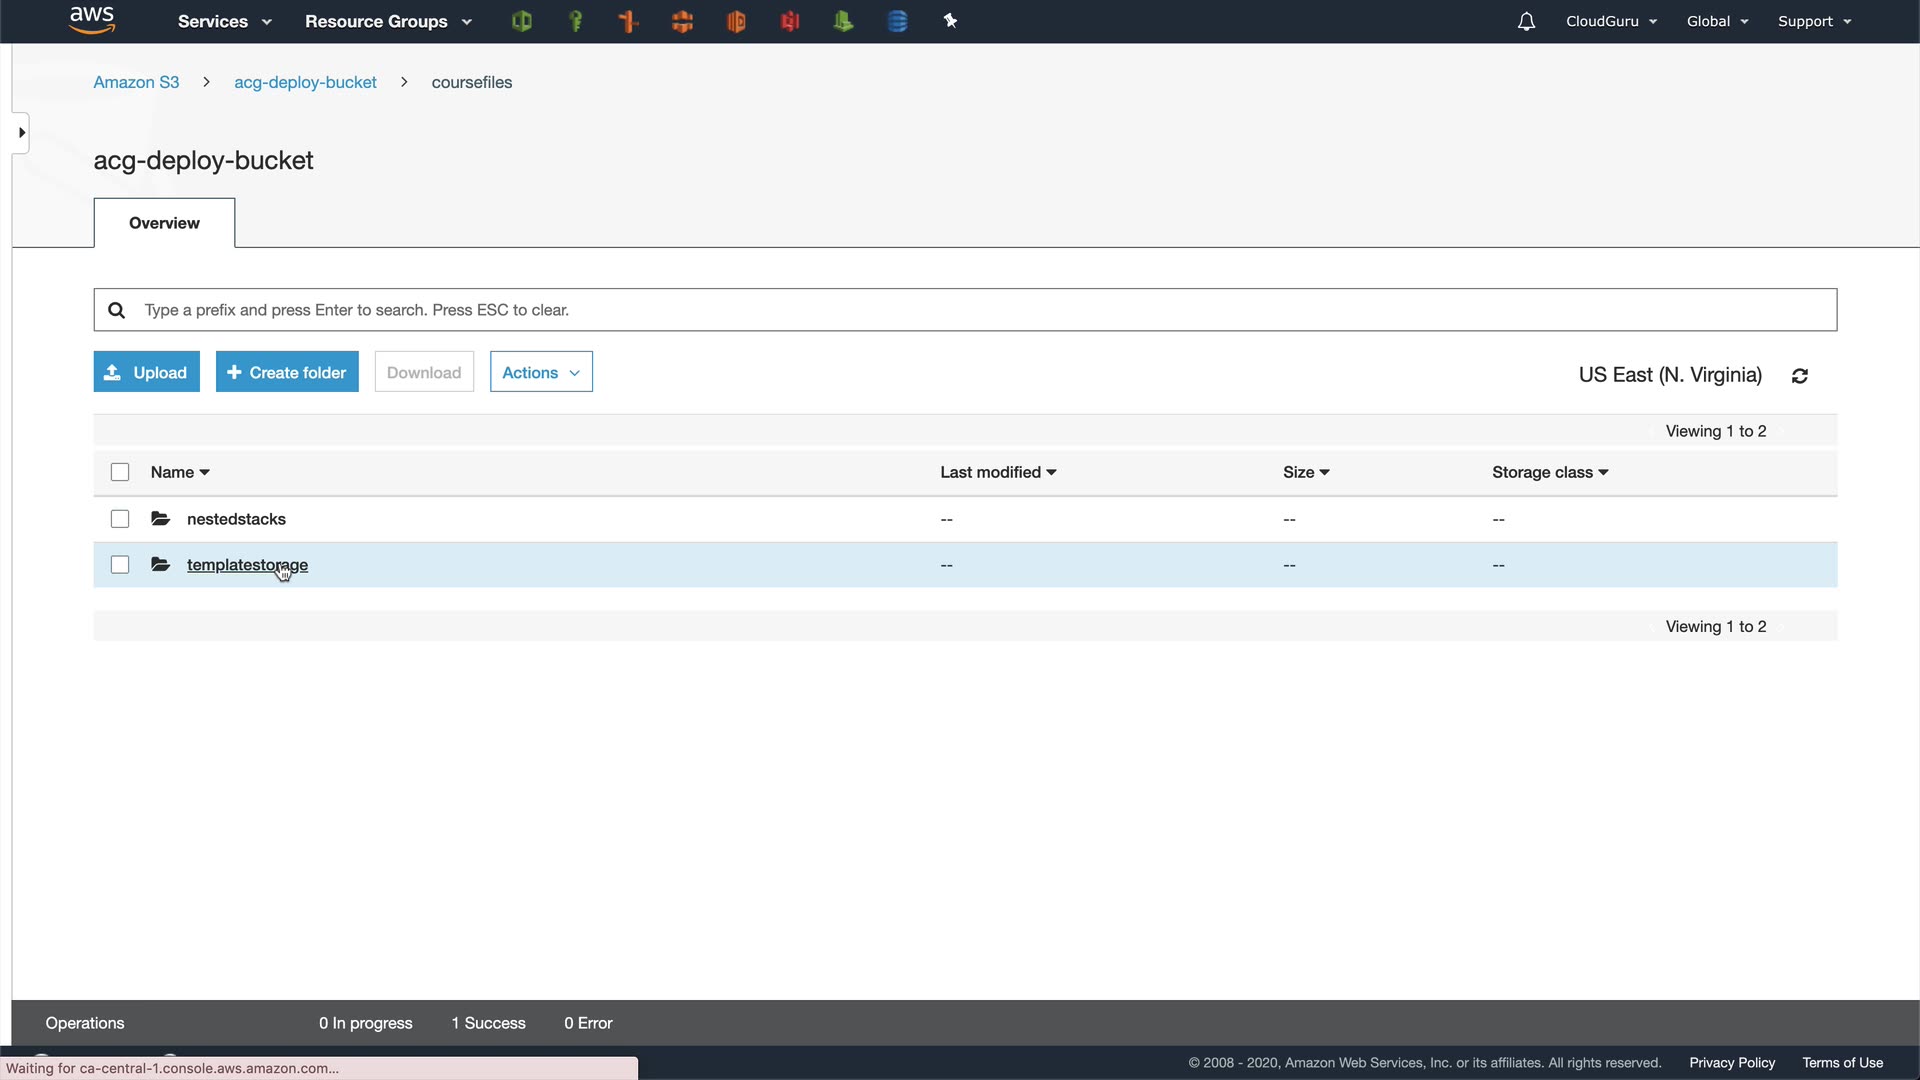 aws Services Resource Groups CloudGuru Global Support
Amazon S3 > acg-deploy-bucket > coursefiles
acg-deploy-bucket
Overview
Type a prefix and press Enter to search. Press ESC to clear.
Upload + Create folder Download Actions US East (N. Virginia)
Viewing 1 to 2
Name Last modified Size Storage class
nestedstacks -- -- --
templatestorage -- -- --
Viewing 1 to 2
Operations 0 In progress 1 Success 0 Error
© 2008 - 2020, Amazon Web Services, Inc. or its affiliates. All rights reserved. Privacy Policy Terms of Use
Waiting for ca-central-1.console.aws.amazon.com...